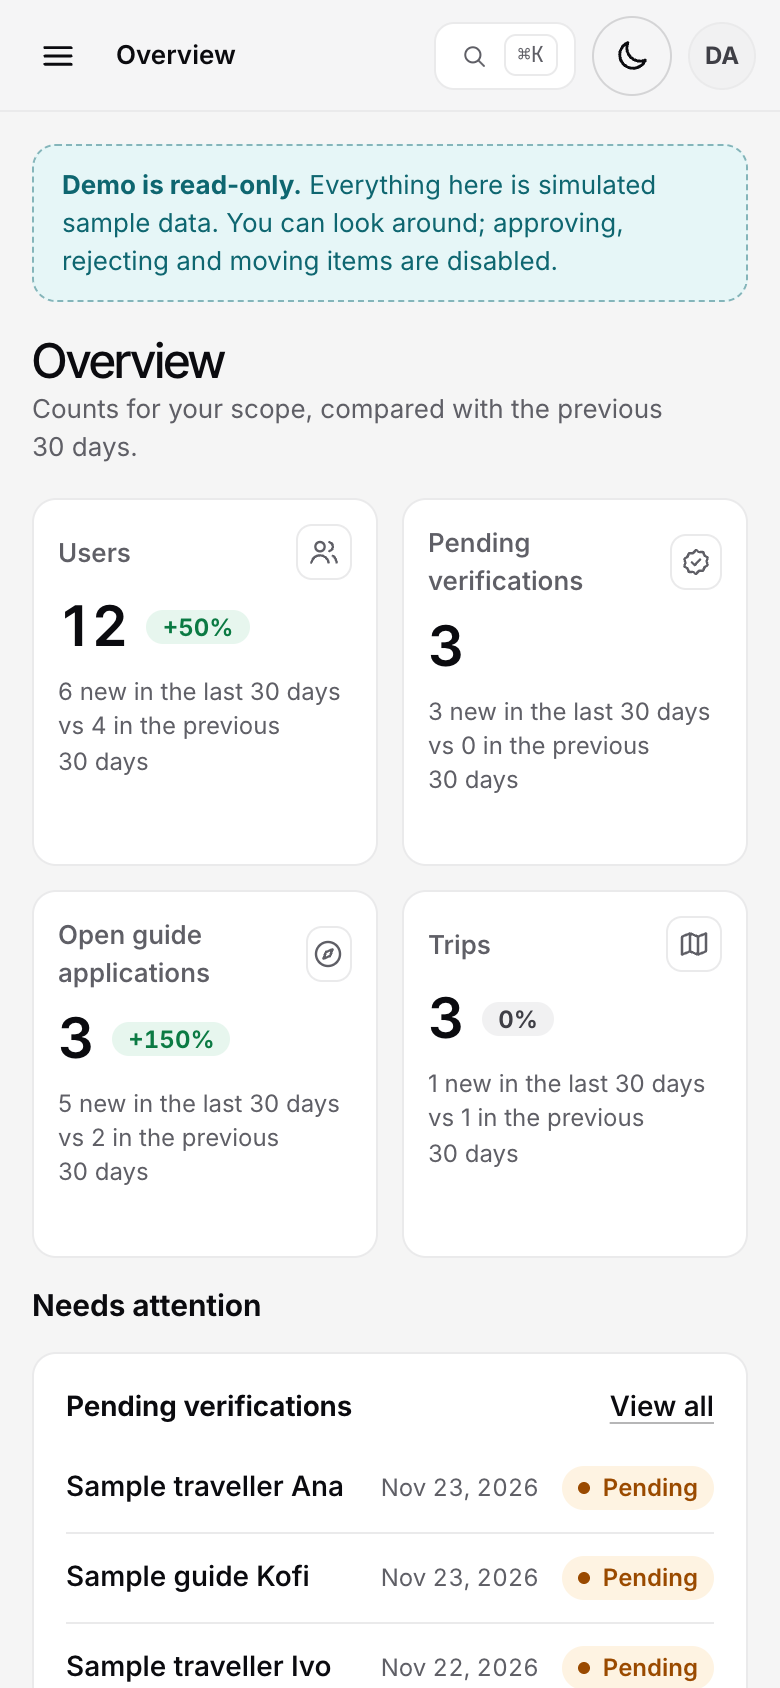 Overview
⌘K
DA
Demo is read-only. Everything here is simulated
sample data. You can look around; approving,
rejecting and moving items are disabled.
Overview
Counts for your scope, compared with the previous
30 days.
Users
12 +50%
6 new in the last 30 days
vs 4 in the previous
30 days
Pending
verifications
3
3 new in the last 30 days
vs 0 in the previous
30 days
Open guide
applications
3 +150%
5 new in the last 30 days
vs 2 in the previous
30 days
Trips
3 0%
1 new in the last 30 days
vs 1 in the previous
30 days
Needs attention
Pending verifications View all
Sample traveller Ana Nov 23, 2026 Pending
Sample guide Kofi Nov 23, 2026 Pending
Sample traveller Ivo Nov 22, 2026 Pending